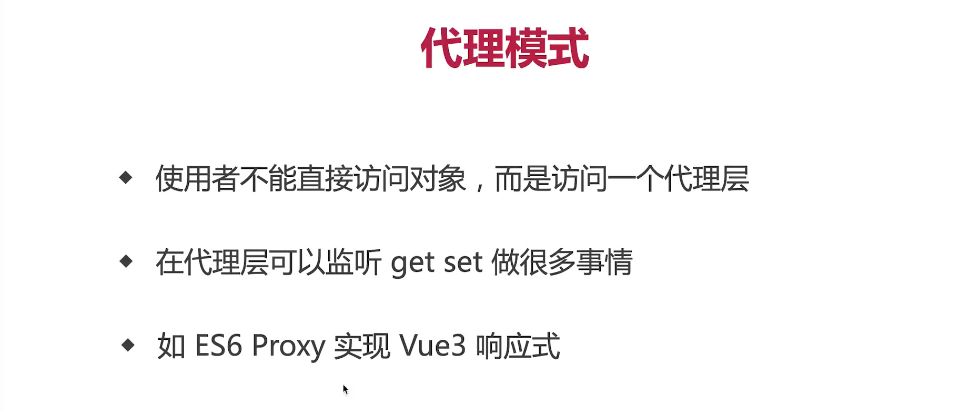 代理模式
使用者不能直接访问对象，而是访问一个代理层
在代理层可以监听 get set 做很多事情
如 ES6 Proxy 实现 Vue3 响应式